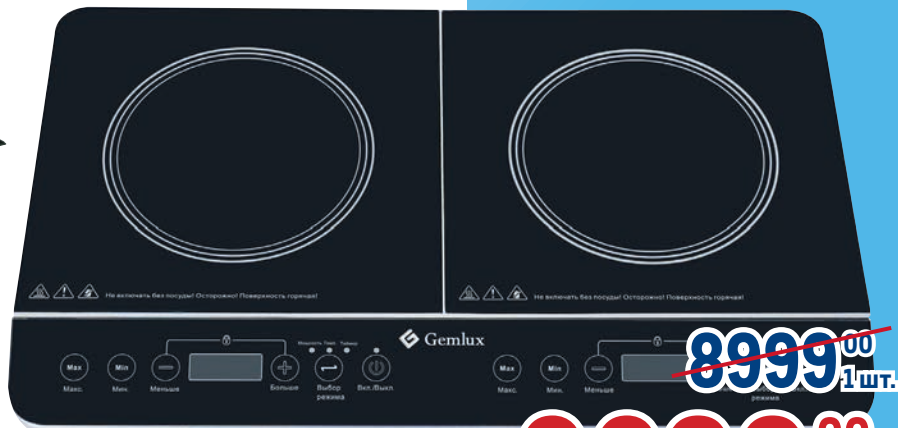 Не включать без посуды! Осторожно! Поверхность горячая!
Не включать без посуды! Осторожно! Поверхность горячая!
Gemlux
Мощность Темп. Таймер
Max
Min
Макс.
Мин.
Меньше
Больше
Выбор
режима
Вкл./Выкл.
Max
Min
Макс.
Мин.
Меньше
режима
8999 00
1 шт.